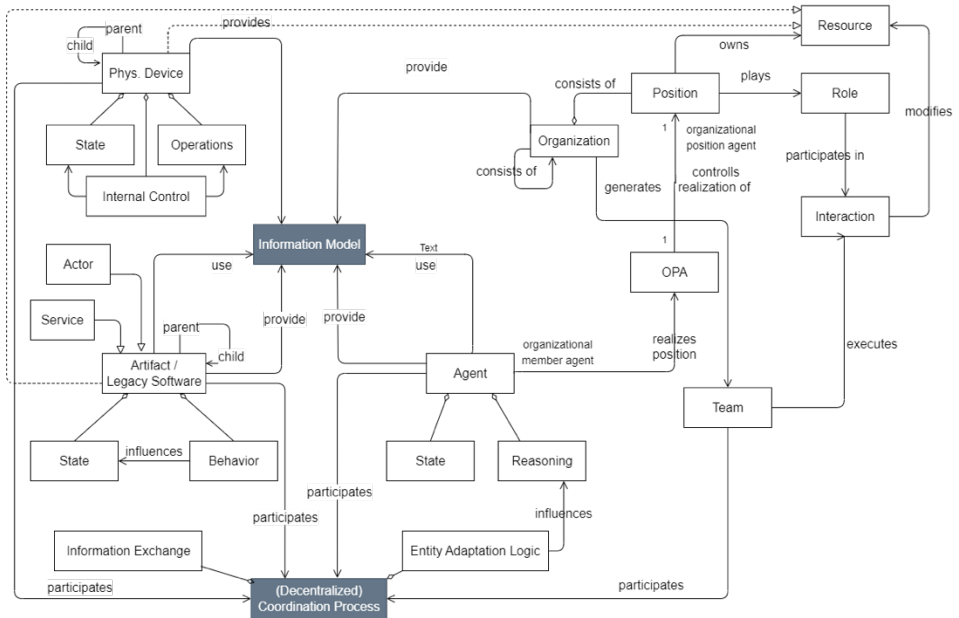 parent
provides
Resource
child
Phys. Device
owns
provide
consists of
Position
plays
Role
modifies
State
Operations
Organization
1
organizational
position agent
participates in
consists of
controlls
realization of
Internal Control
generates
Interaction
Information Model
Text
use
use
1
Actor
OPA
Service
parent
provide
provide
child
organizational
member agent
realizes
position
executes
Artifact /
Legacy Software
Agent
Team
State
influences
Behavior
State
Reasoning
participates
participates
influences
Information Exchange
Entity Adaptation Logic
participates
(Decentralized)
Coordination Process
participates